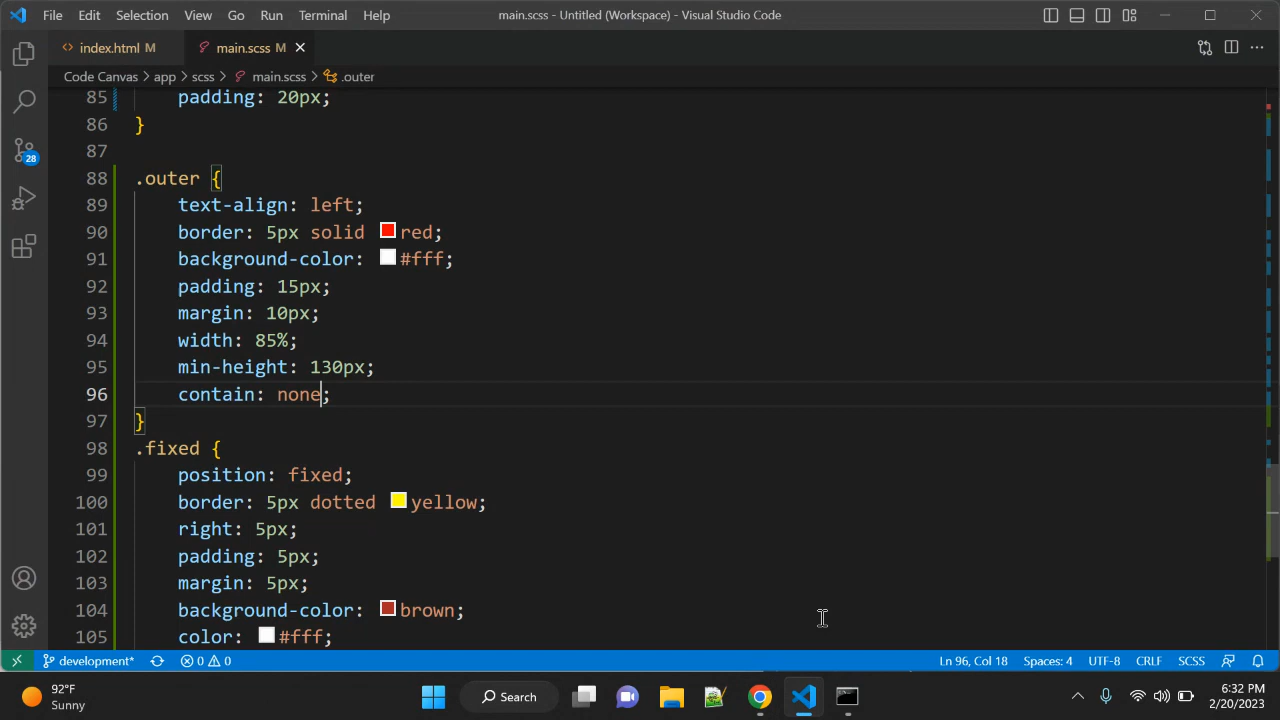 File Edit Selection View Go Run Terminal Help main.scss - Untitled (Workspace) - Visual Studio Code
index.html M main.scss M
Code Canvas > app > scss > main.scss > .outer
85 padding: 20px;
86 }
87
88 .outer {
89 text-align: left;
90 border: 5px solid red;
91 background-color: #fff;
92 padding: 15px;
93 margin: 10px;
94 width: 85%;
95 min-height: 130px;
96 contain: none;
97 }
98 .fixed {
99 position: fixed;
100 border: 5px dotted yellow;
101 right: 5px;
102 padding: 5px;
103 margin: 5px;
104 background-color: brown;
105 color: #fff;
28
development* 0 0 Ln 96, Col 18 Spaces: 4 UTF-8 CRLF SCSS
92°F
Sunny
Search
6:32 PM
2/20/2023